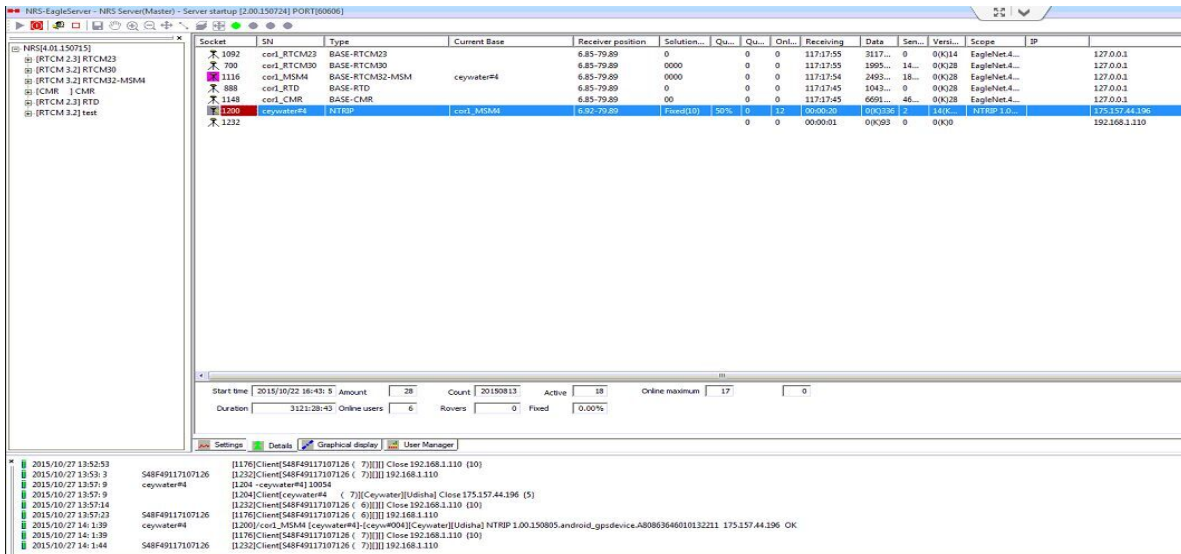 NRS-EagleServer - NRS Server(Master) - Server startup [2.00.150724] PORT[60606]
NRS[4.01.150715]
[RTCM 2.3] RTCM23
[RTCM 3.2] RTCM30
[RTCM 3.2] RTCM32-MSM4
[CMR ] CMR
[RTCM 2.3] RTD
[RTCM 3.2] test
Socket SN Type Current Base Receiver position Solution... Qu... Qu... Onl... Receiving Data Sen... Versi... Scope IP
1092 cor1_RTCM23 BASE-RTCM23 6.85-79.89 0 0 0 117:17:55 3117... 0 0(K)14 EagleNet.4... 127.0.0.1
700 cor1_RTCM30 BASE-RTCM30 6.85-79.89 0000 0 0 117:17:55 1995... 14... 0(K)28 EagleNet.4... 127.0.0.1
1116 cor1_MSM4 BASE-RTCM32-MSM ceywater#4 6.85-79.89 0000 0 0 117:17:54 2493... 18... 0(K)28 EagleNet.4... 127.0.0.1
888 cor1_RTD BASE-RTD 6.85-79.89 0 0 0 117:17:45 1043... 0 0(K)28 EagleNet.4... 127.0.0.1
1148 cor1_CMR BASE-CMR 6.85-79.89 00 0 0 117:17:45 6691... 46... 0(K)28 EagleNet.4... 127.0.0.1
1200 ceywater#4 NTRIP cor1_MSM4 6.92-79.89 Fixed(10) 50% 0 12 00:00:20 0(K)336 2 14(K... NTRIP 1.0... 175.157.44.196
1232 0 0 00:00:01 0(K)93 0 0(K)0 192.168.1.110
Start time 2015/10/22 16:43: 5 Amount 28 Count 20150813 Active 18 Online maximum 17 0
Duration 3121:28:43 Online users 6 Rovers 0 Fixed 0.00%
Settings Details Graphical display User Manager
2015/10/27 13:52:53 [1176]Client[S48F49117107126 ( 7)][][] Close 192.168.1.110 (10)
2015/10/27 13:53: 3 S48F49117107126 [1232]Client[S48F49117107126 ( 7)][][] 192.168.1.110
2015/10/27 13:57: 9 ceywater#4 [1204 -ceywater#4] 10054
2015/10/27 13:57: 9 [1204]Client[ceywater#4 ( 7)][Ceywater][Udisha] Close 175.157.44.196 (5)
2015/10/27 13:57:14 [1232]Client[S48F49117107126 ( 6)][][] Close 192.168.1.110 (10)
2015/10/27 13:57:23 S48F49117107126 [1176]Client[S48F49117107126 ( 6)][][] 192.168.1.110
2015/10/27 14: 1:39 ceywater#4 [1200]/cor1_MSM4 [ceywater#4]-[ceyw#004][Ceywater][Udisha] NTRIP 1.00.150805.android_gpsdevice.A80863646010132211 175.157.44.196 OK
2015/10/27 14: 1:39 [1176]Client[S48F49117107126 ( 7)][][] Close 192.168.1.110 (10)
2015/10/27 14: 1:44 S48F49117107126 [1232]Client[S48F49117107126 ( 7)][][] 192.168.1.110